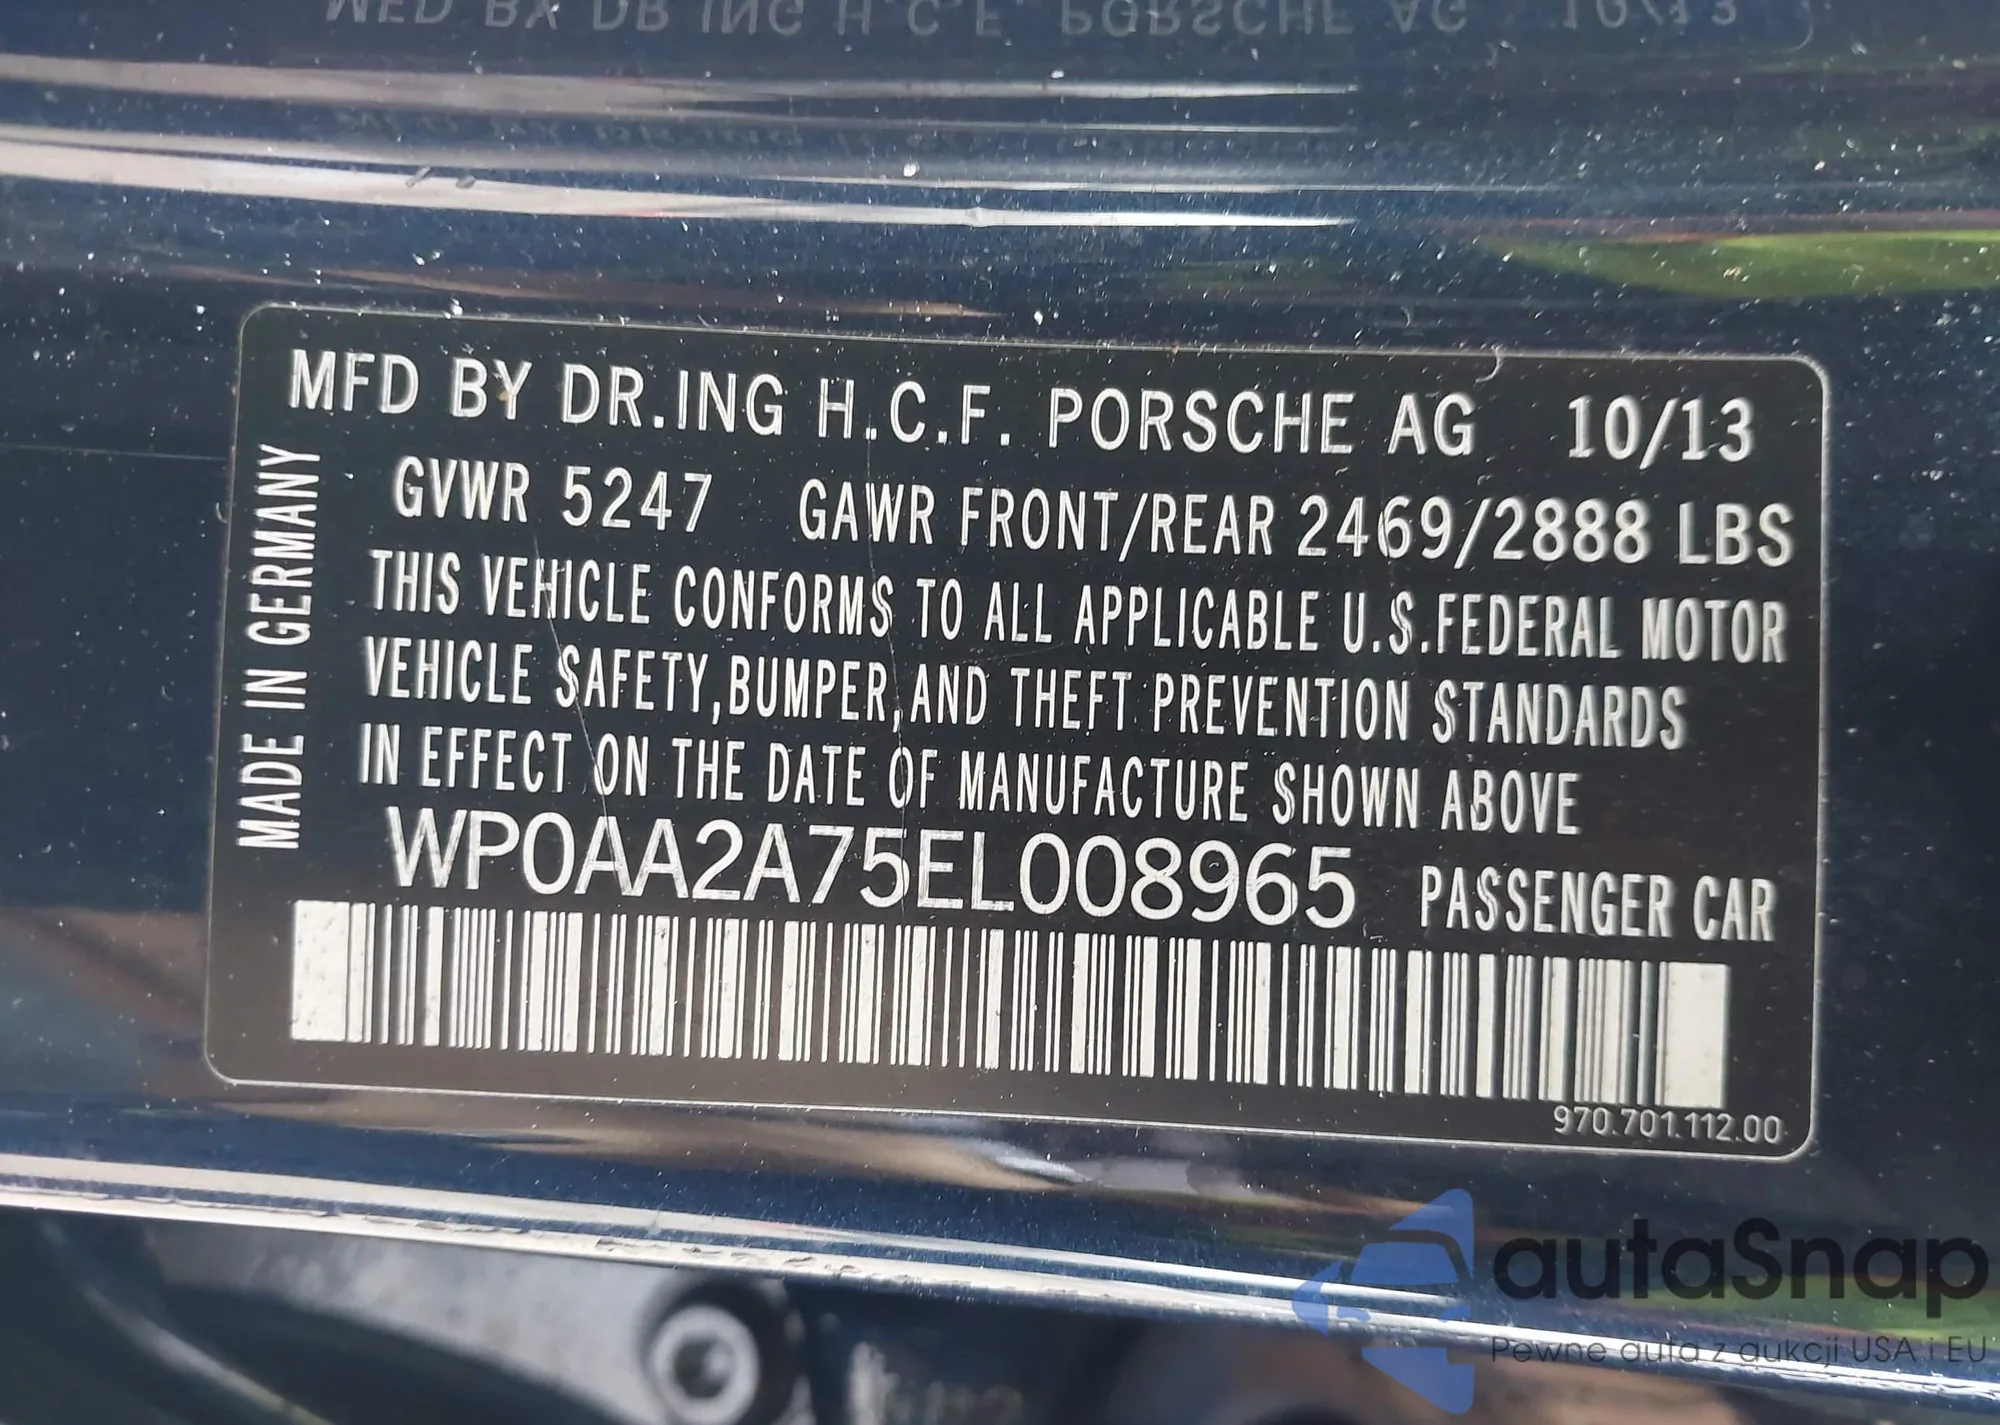 MFD BY DR.ING H.C.F. PORSCHE AG 10/13
GVWR 5247 GAWR FRONT/REAR 2469/2888 LBS
THIS VEHICLE CONFORMS TO ALL APPLICABLE U.S.FEDERAL MOTOR
VEHICLE SAFETY,BUMPER,AND THEFT PREVENTION STANDARDS
IN EFFECT ON THE DATE OF MANUFACTURE SHOWN ABOVE
WP0AA2A75EL008965 PASSENGER CAR
MADE IN GERMANY
970.701.112.00
autaSnap
Pewne auta z aukcji USA i EU